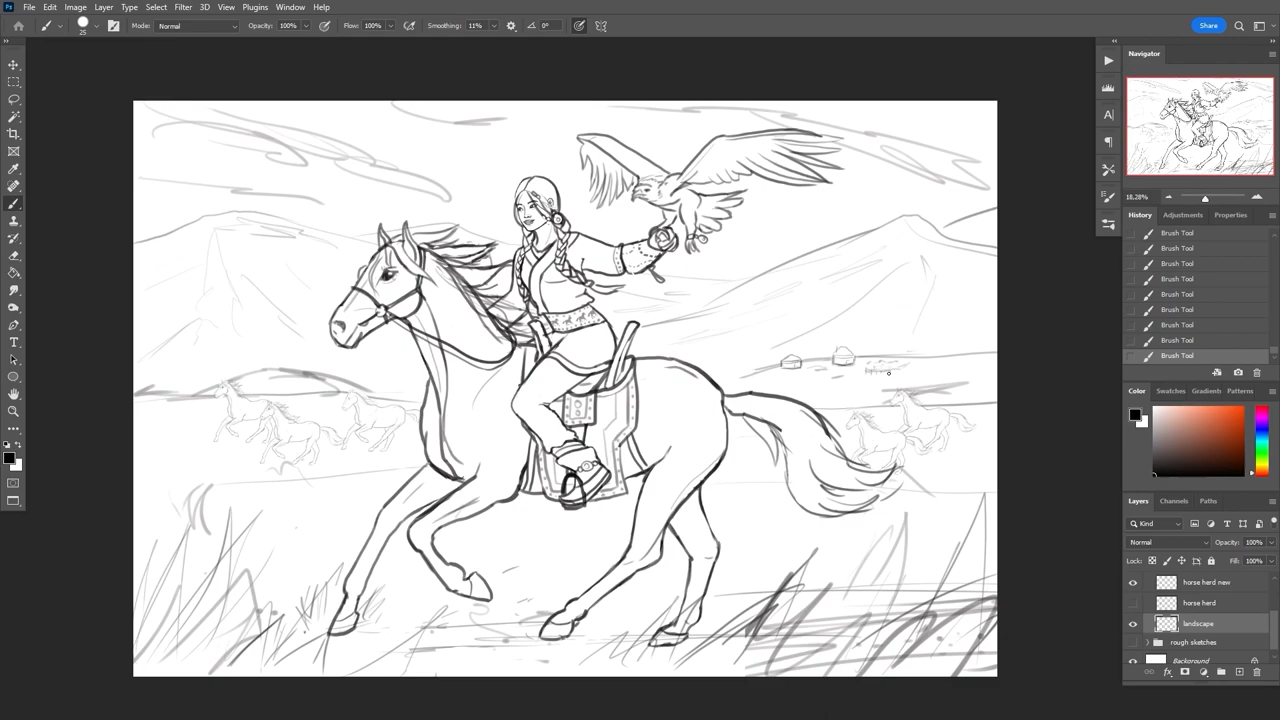 Ps File Edit Image Layer Type Select Filter 3D View Plugins Window Help
25 Mode: Normal Opacity: 100% Flow: 100% Smoothing: 11% 0° Share
Navigator
18.28%
History Adjustments Properties
Brush Tool
Brush Tool
Brush Tool
Brush Tool
Brush Tool
Brush Tool
Brush Tool
Brush Tool
Brush Tool
Color Swatches Gradients Patterns
Layers Channels Paths
Kind
Normal Opacity: 100%
Lock: Fill: 100%
horse herd new
horse herd
landscape
rough sketches
Background